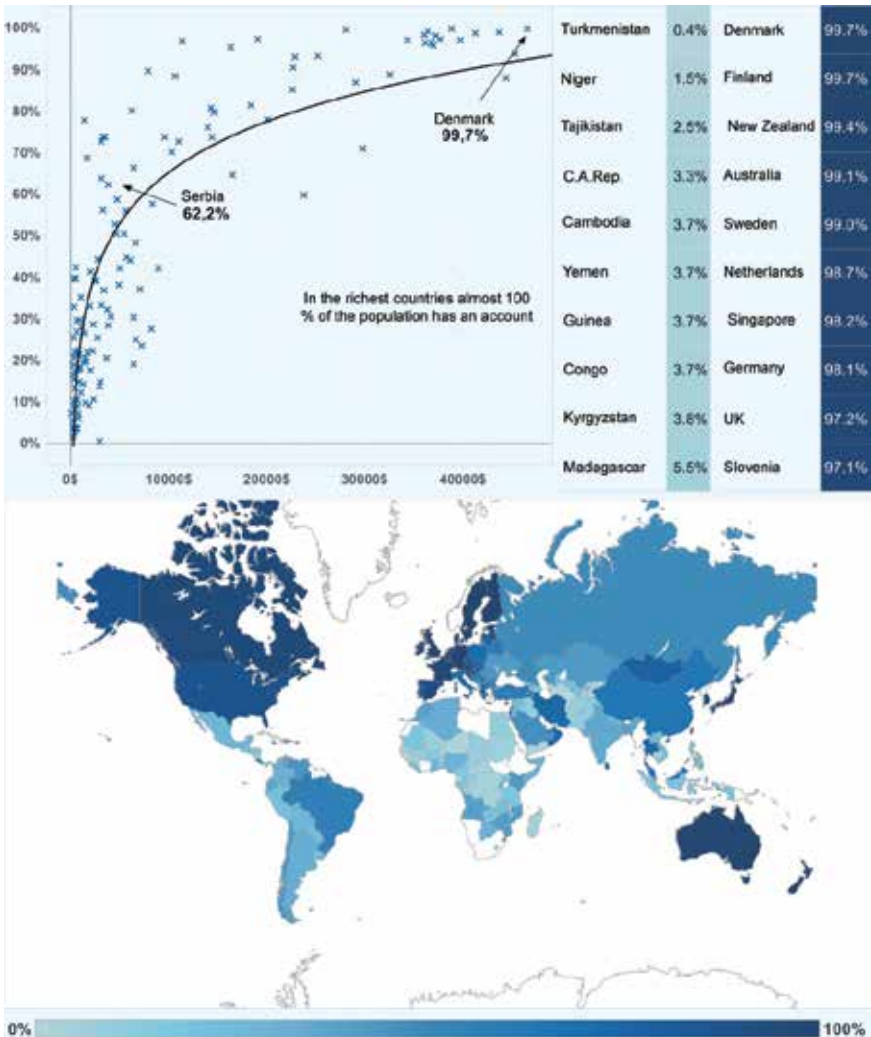 100%
90%
80%
70%
60%
50%
40%
30%
20%
10%
0%
0$ 10000$ 20000$ 30000$ 40000$
Denmark
99,7%
Serbia
62,2%
In the richest countries almost 100
% of the population has an account
Turkmenistan 0.4% Denmark 99.7%
Niger 1.5% Finland 99.7%
Tajikistan 2.5% New Zealand 99.4%
C.A.Rep. 3.3% Australia 99.1%
Cambodia 3.7% Sweden 99.0%
Yemen 3.7% Netherlands 98.7%
Guinea 3.7% Singapore 98.2%
Congo 3.7% Germany 98.1%
Kyrgyzstan 3.8% UK 97.2%
Madagascar 5.5% Slovenia 97.1%
0% 100%